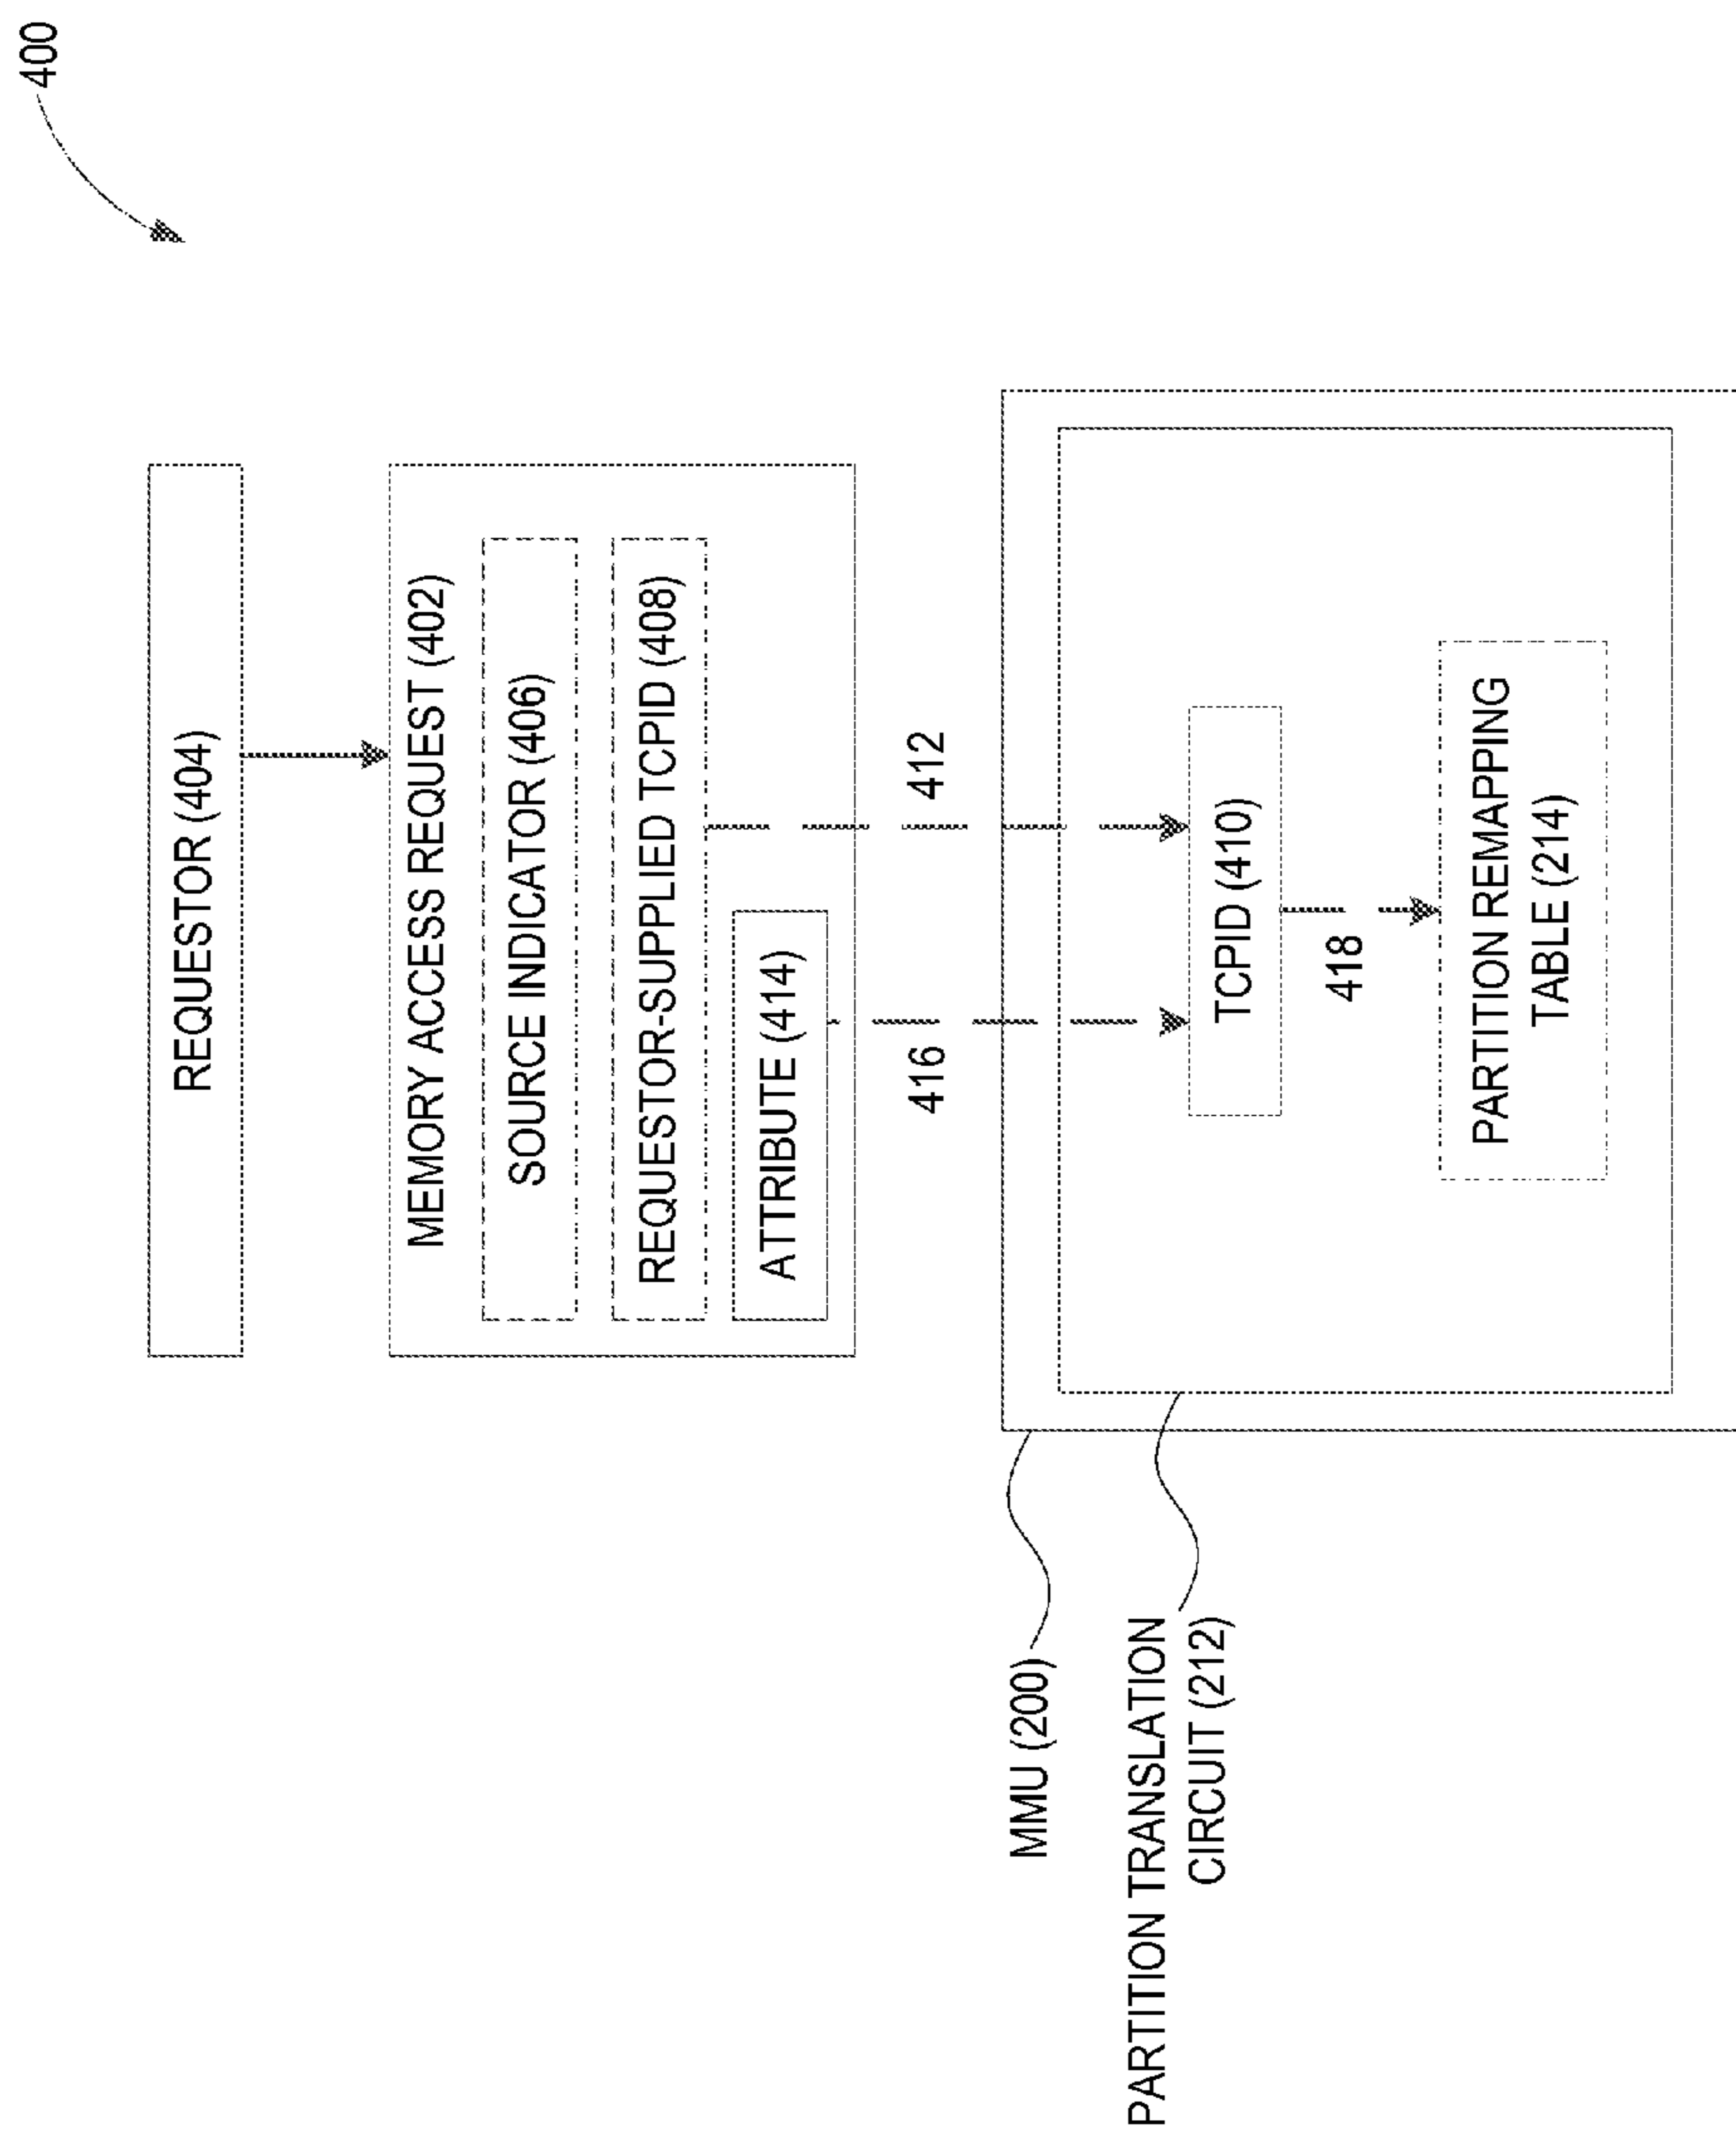 400
REQUESTOR (404)
MEMORY ACCESS REQUEST (402)
SOURCE INDICATOR (406)
REQUESTOR-SUPPLIED TCPID (408)
ATTRIBUTE (414)
416
412
MMU (200)
PARTITION TRANSLATION
CIRCUIT (212)
TCPID (410)
418
PARTITION REMAPPING
TABLE (214)